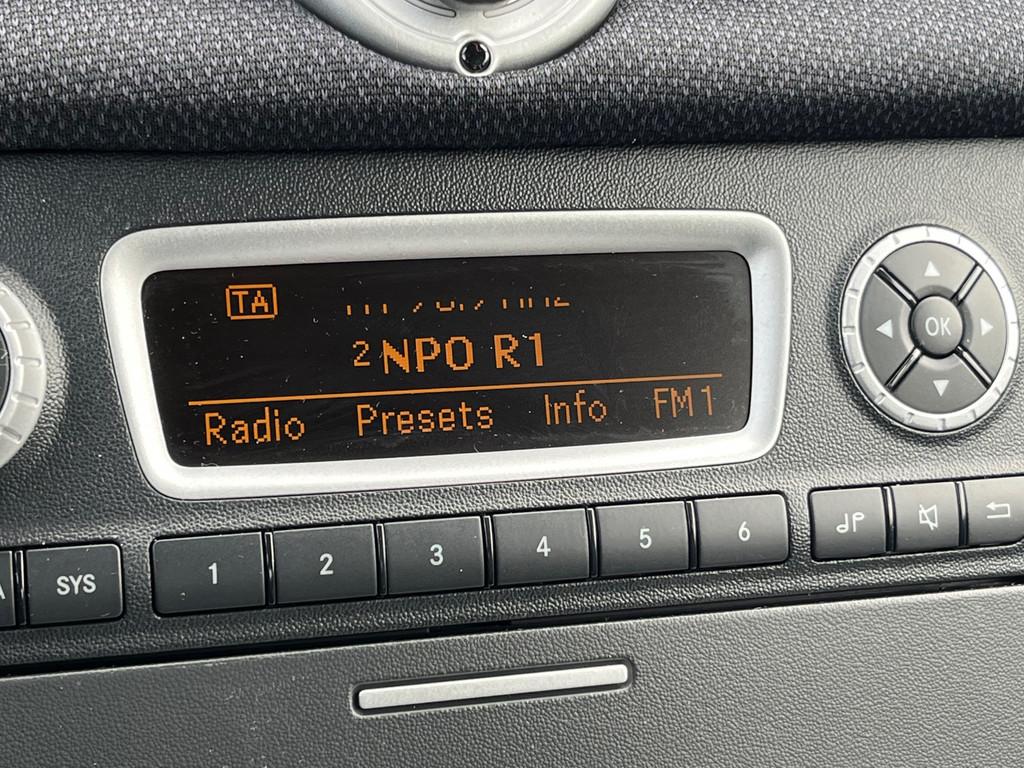 TA
2 NPO R1
Radio Presets Info FM1
OK
SYS 1 2 3 4 5 6